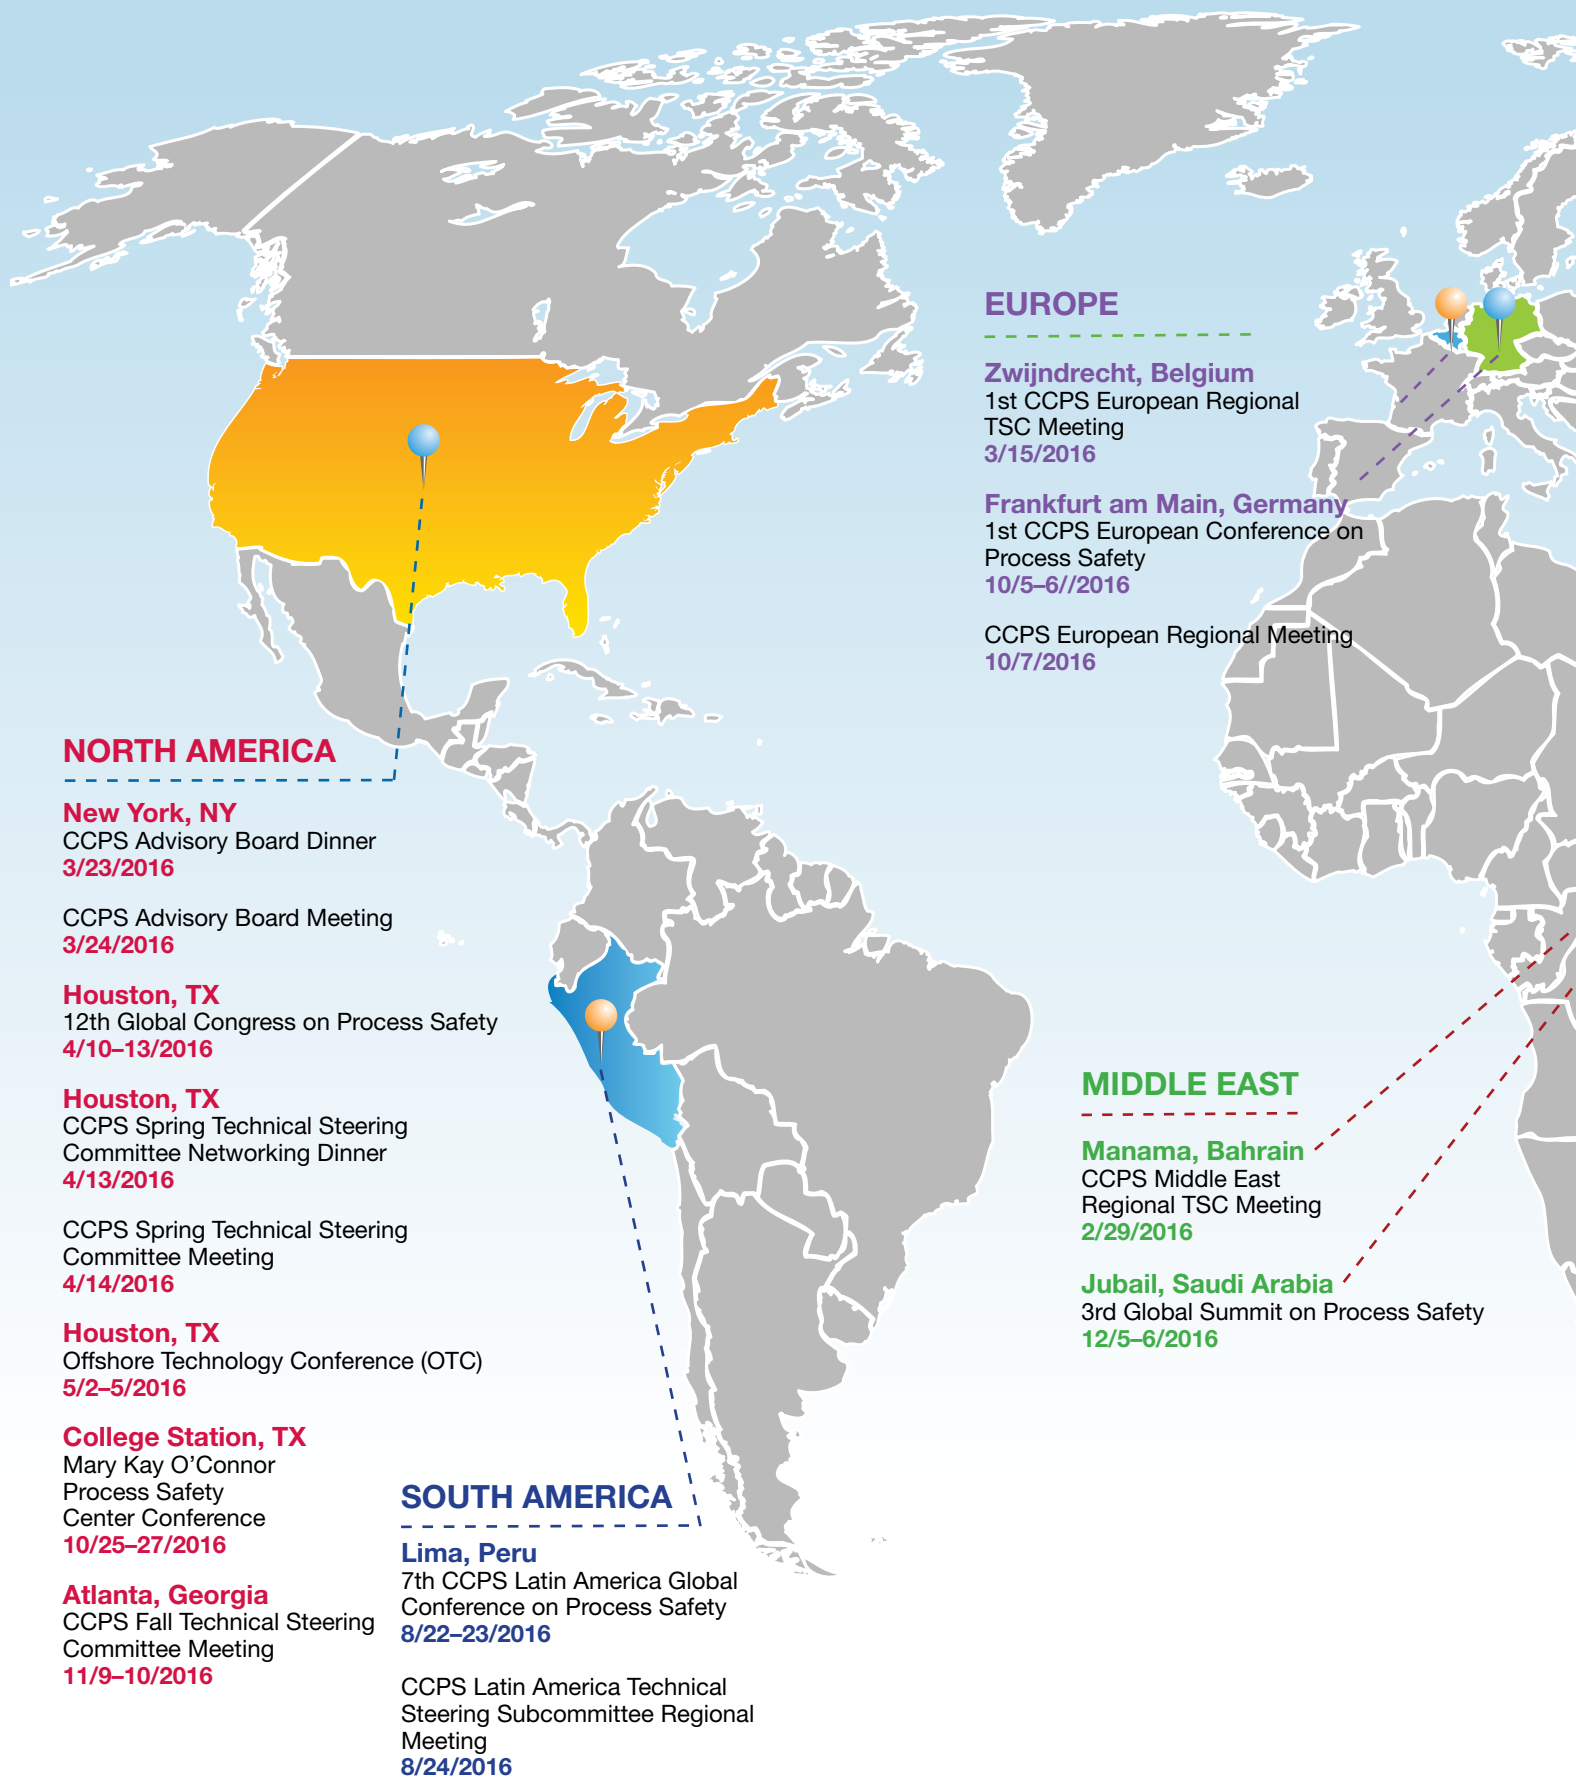 EUROPE
Zwijndrecht, Belgium
1st CCPS European Regional
TSC Meeting
3/15/2016
Frankfurt am Main, Germany
1st CCPS European Conference on
Process Safety
10/5–6//2016
CCPS European Regional Meeting
10/7/2016
NORTH AMERICA
New York, NY
CCPS Advisory Board Dinner
3/23/2016
CCPS Advisory Board Meeting
3/24/2016
Houston, TX
12th Global Congress on Process Safety
4/10–13/2016
Houston, TX
CCPS Spring Technical Steering
Committee Networking Dinner
4/13/2016
CCPS Spring Technical Steering
Committee Meeting
4/14/2016
Houston, TX
Offshore Technology Conference (OTC)
5/2–5/2016
College Station, TX
Mary Kay O’Connor
Process Safety
Center Conference
10/25–27/2016
Atlanta, Georgia
CCPS Fall Technical Steering
Committee Meeting
11/9–10/2016
SOUTH AMERICA
Lima, Peru
7th CCPS Latin America Global
Conference on Process Safety
8/22–23/2016
CCPS Latin America Technical
Steering Subcommittee Regional
Meeting
8/24/2016
MIDDLE EAST
Manama, Bahrain
CCPS Middle East
Regional TSC Meeting
2/29/2016
Jubail, Saudi Arabia
3rd Global Summit on Process Safety
12/5–6/2016